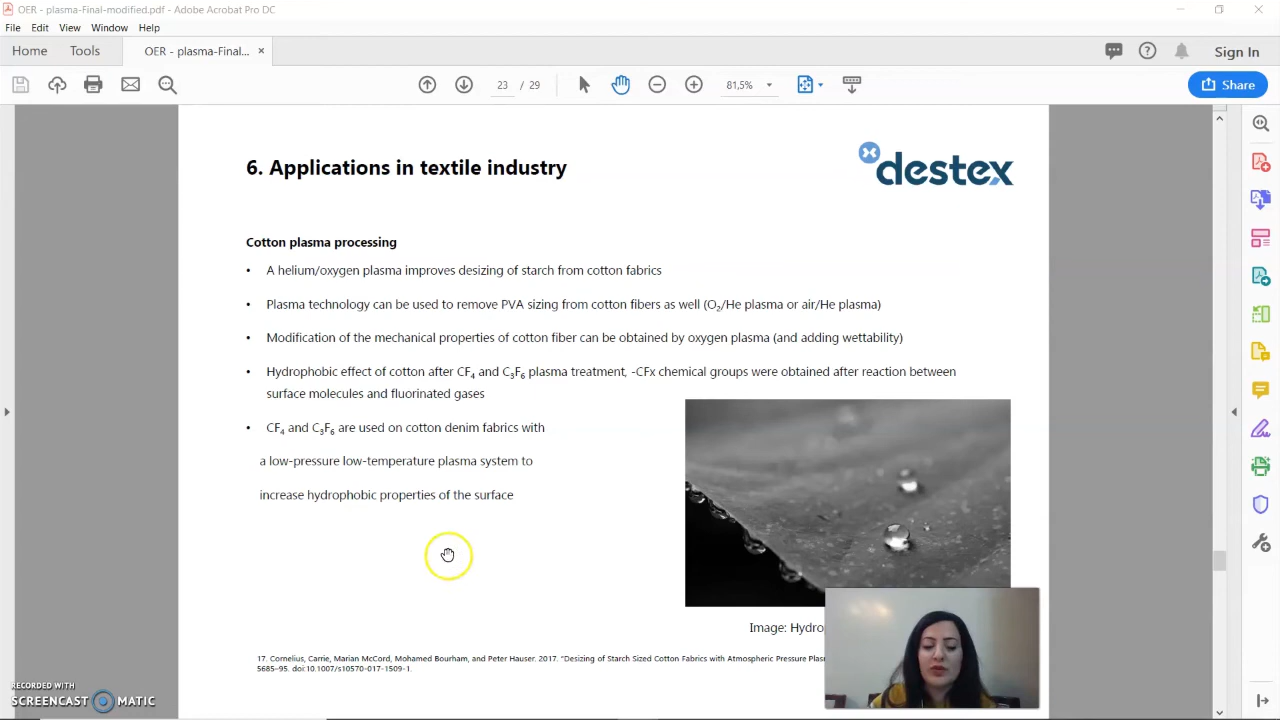 OER - plasma-Final-modified.pdf - Adobe Acrobat Pro DC
File Edit View Window Help
Home Tools OER - plasma-Final... × Sign In
23 / 29 81,5% Share
6. Applications in textile industry
destex
Cotton plasma processing
• A helium/oxygen plasma improves desizing of starch from cotton fabrics
• Plasma technology can be used to remove PVA sizing from cotton fibers as well (O₂/He plasma or air/He plasma)
• Modification of the mechanical properties of cotton fiber can be obtained by oxygen plasma (and adding wettability)
• Hydrophobic effect of cotton after CF₄ and C₃F₆ plasma treatment, -CFx chemical groups were obtained after reaction between
surface molecules and fluorinated gases
• CF₄ and C₃F₆ are used on cotton denim fabrics with
a low-pressure low-temperature plasma system to
increase hydrophobic properties of the surface
Image: Hydro
17. Cornelius, Carrie, Marian McCord, Mohamed Bourham, and Peter Hauser. 2017. "Desizing of Starch Sized Cotton Fabrics with Atmospheric Pressure Plas
5685–95. doi:10.1007/s10570-017-1509-1.
RECORDED WITH
SCREENCAST MATIC